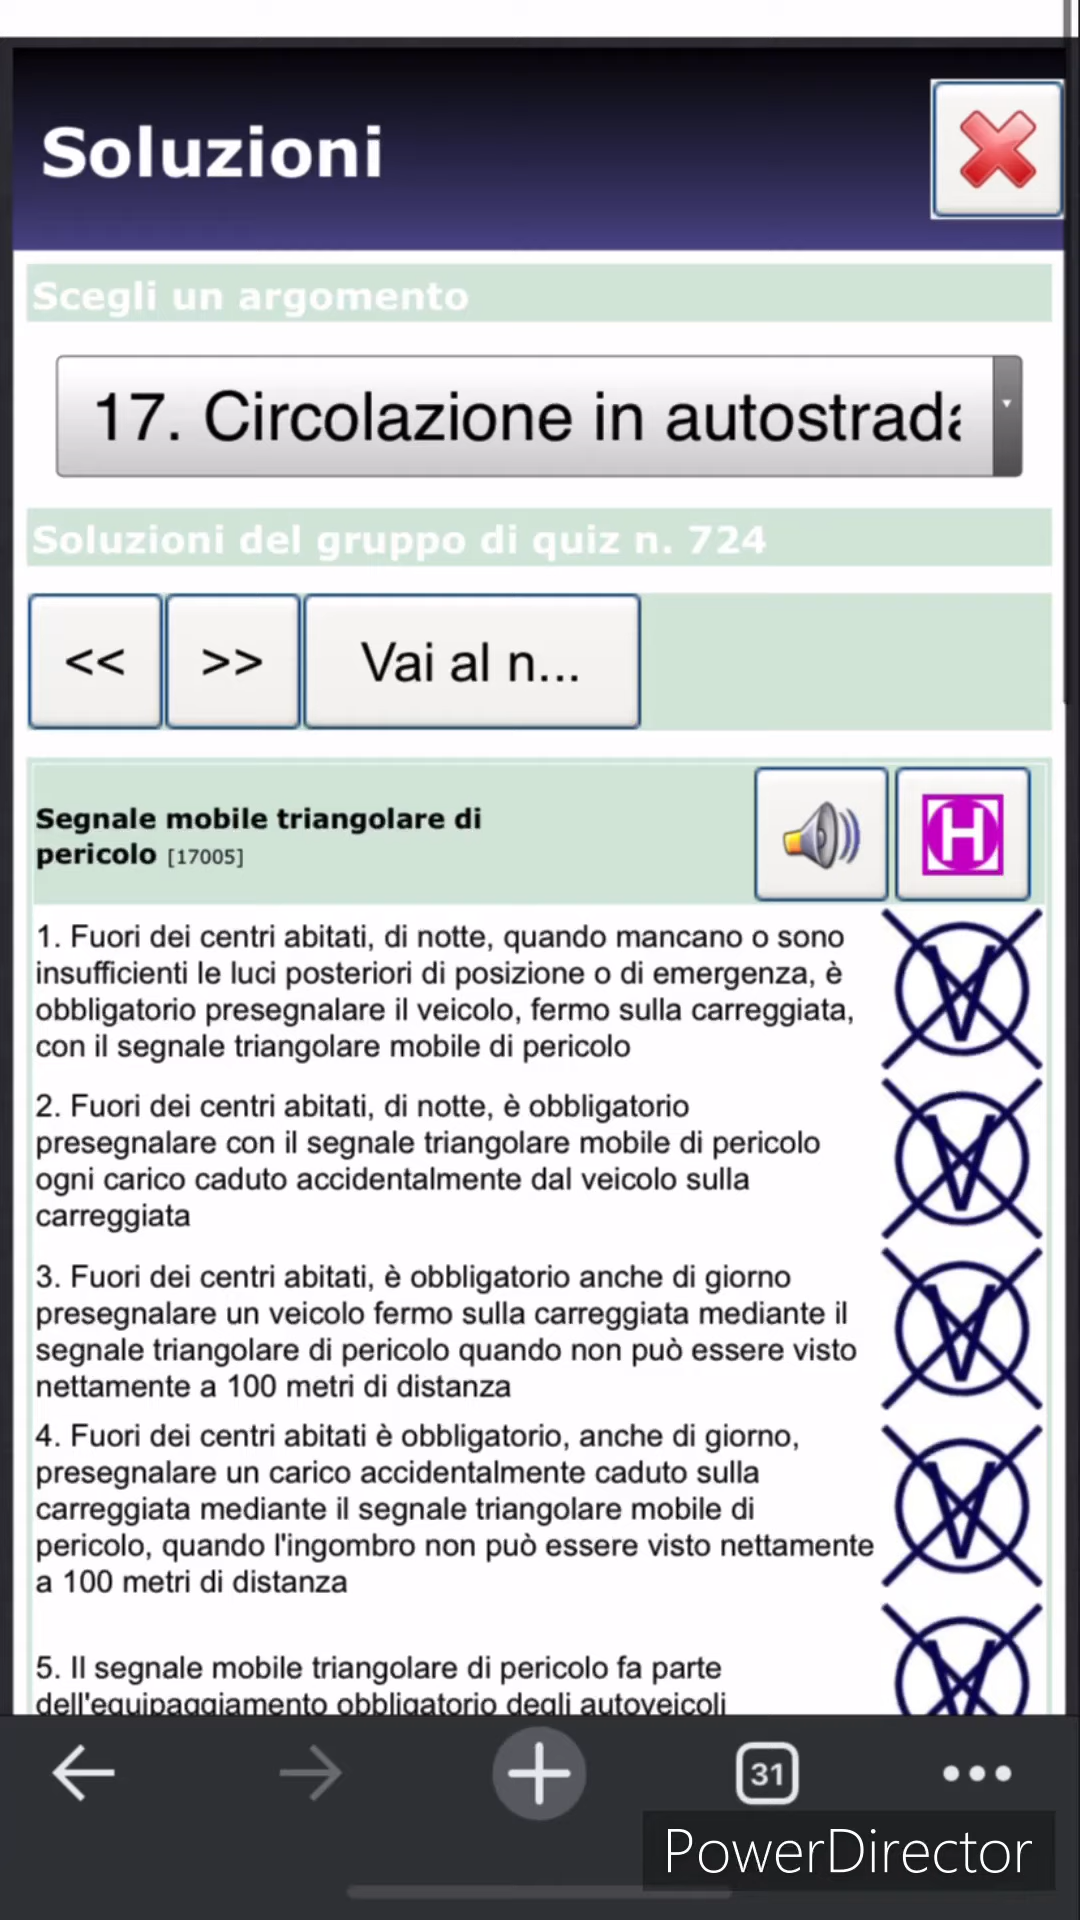 Soluzioni
Scegli un argomento
17. Circolazione in autostrada
Soluzioni del gruppo di quiz n. 724
<< >> Vai al n...
Segnale mobile triangolare di
pericolo [17005]
H
1. Fuori dei centri abitati, di notte, quando mancano o sono
insufficienti le luci posteriori di posizione o di emergenza, è
obbligatorio presegnalare il veicolo, fermo sulla carreggiata,
con il segnale triangolare mobile di pericolo
V
2. Fuori dei centri abitati, di notte, è obbligatorio
presegnalare con il segnale triangolare mobile di pericolo
ogni carico caduto accidentalmente dal veicolo sulla
carreggiata
V
3. Fuori dei centri abitati, è obbligatorio anche di giorno
presegnalare un veicolo fermo sulla carreggiata mediante il
segnale triangolare di pericolo quando non può essere visto
nettamente a 100 metri di distanza
V
4. Fuori dei centri abitati è obbligatorio, anche di giorno,
presegnalare un carico accidentalmente caduto sulla
carreggiata mediante il segnale triangolare mobile di
pericolo, quando l'ingombro non può essere visto nettamente
a 100 metri di distanza
V
5. Il segnale mobile triangolare di pericolo fa parte
dell'equipaggiamento obbligatorio degli autoveicoli
V
31
PowerDirector